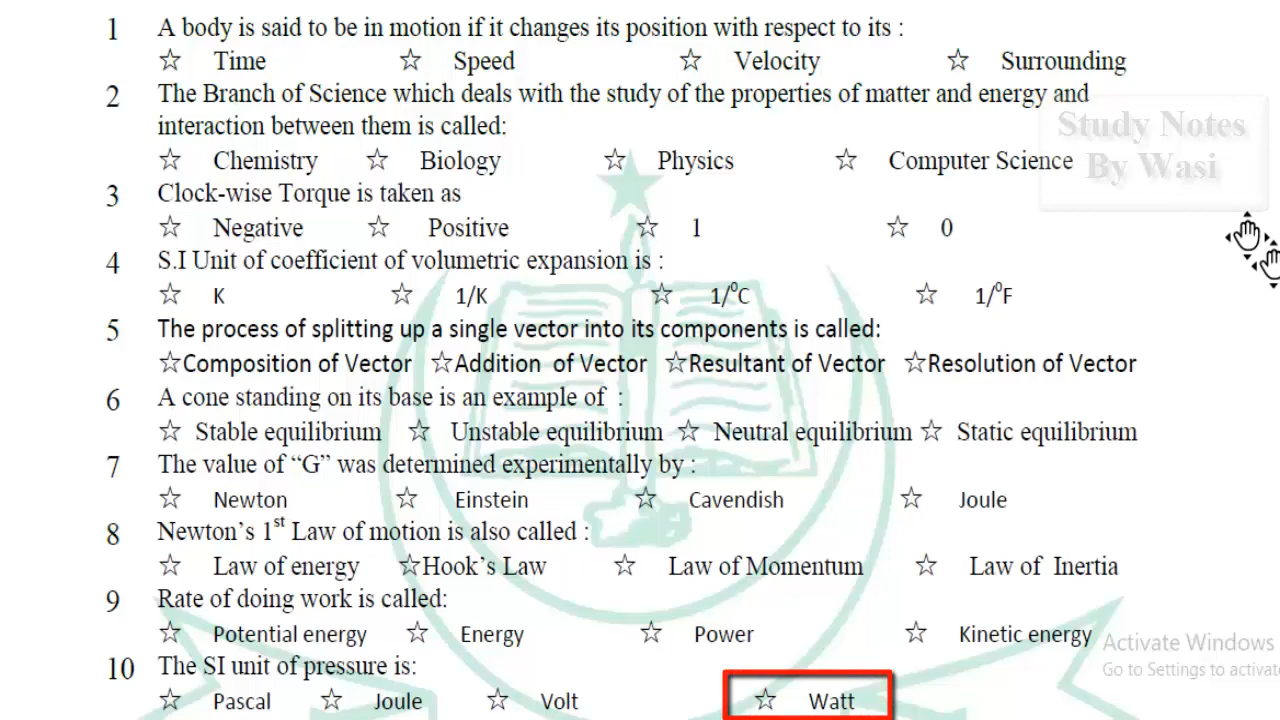 1 A body is said to be in motion if it changes its position with respect to its :
☆ Time ☆ Speed ☆ Velocity ☆ Surrounding
2 The Branch of Science which deals with the study of the properties of matter and energy and
interaction between them is called:
☆ Chemistry ☆ Biology ☆ Physics ☆ Computer Science
Study Notes
By Wasi
3 Clock-wise Torque is taken as
☆ Negative ☆ Positive ☆ 1 ☆ 0
4 S.I Unit of coefficient of volumetric expansion is :
☆ K ☆ 1/K ☆ 1/⁰C ☆ 1/⁰F
5 The process of splitting up a single vector into its components is called:
☆Composition of Vector ☆Addition of Vector ☆Resultant of Vector ☆Resolution of Vector
6 A cone standing on its base is an example of :
☆ Stable equilibrium ☆ Unstable equilibrium ☆ Neutral equilibrium ☆ Static equilibrium
7 The value of “G” was determined experimentally by :
☆ Newton ☆ Einstein ☆ Cavendish ☆ Joule
8 Newton’s 1st Law of motion is also called :
☆ Law of energy ☆Hook’s Law ☆ Law of Momentum ☆ Law of Inertia
9 Rate of doing work is called:
☆ Potential energy ☆ Energy ☆ Power ☆ Kinetic energy
Activate Windows
Go to Settings to activate
10 The SI unit of pressure is:
☆ Pascal ☆ Joule ☆ Volt ☆ Watt